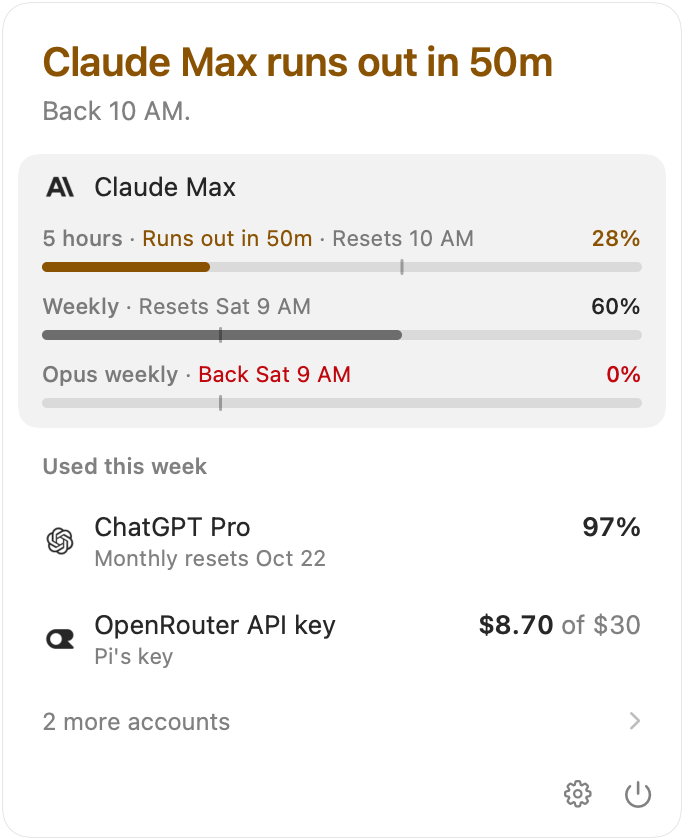 Claude Max runs out in 50m
Back 10 AM.
Claude Max
5 hours · Runs out in 50m · Resets 10 AM 28%
Weekly · Resets Sat 9 AM 60%
Opus weekly · Back Sat 9 AM 0%
Used this week
ChatGPT Pro 97%
Monthly resets Oct 22
OpenRouter API key $8.70 of $30
Pi's key
2 more accounts